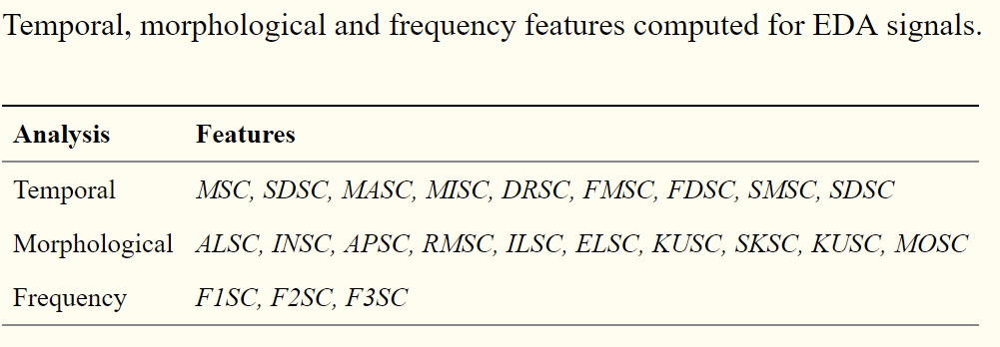 Temporal, morphological and frequency features computed for EDA signals.
Analysis Features
Temporal MSC, SDSC, MASC, MISC, DRSC, FMSC, FDSC, SMSC, SDSC
Morphological ALSC, INSC, APSC, RMSC, ILSC, ELSC, KUSC, SKSC, KUSC, MOSC
Frequency F1SC, F2SC, F3SC